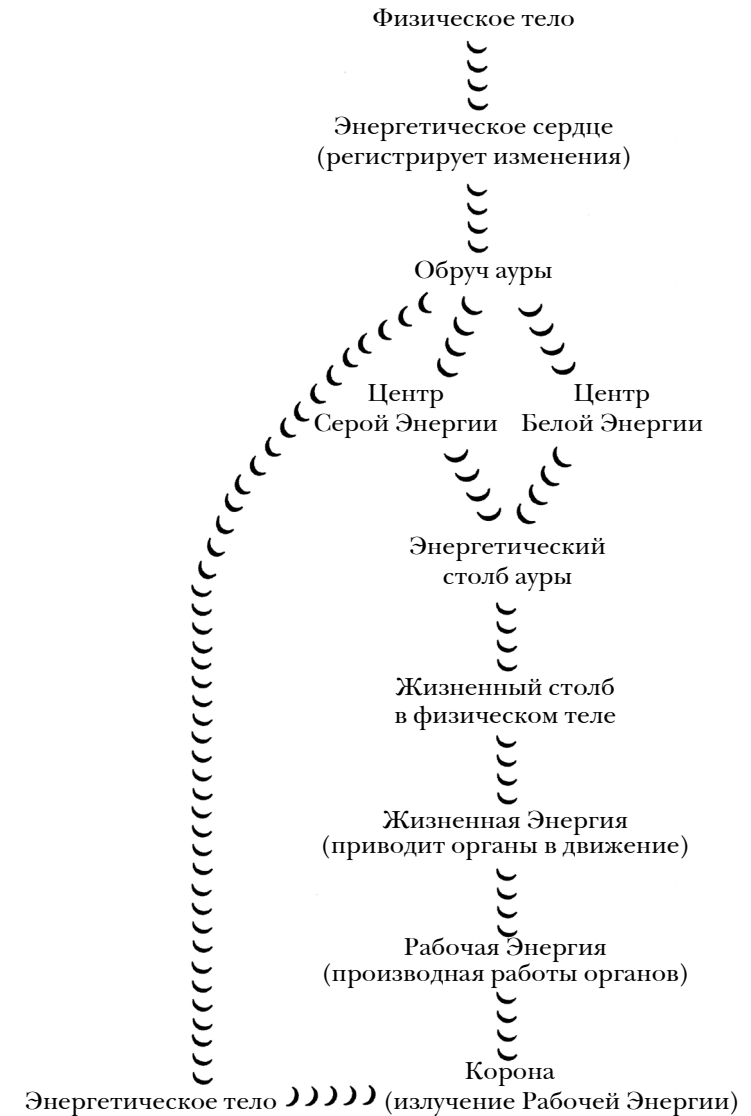 Физическое тело
Энергетическое сердце
(регистрирует изменения)
Обруч ауры
Центр
Серой Энергии
Центр
Белой Энергии
Энергетический
столб ауры
Жизненный столб
в физическом теле
Жизненная Энергия
(приводит органы в движение)
Рабочая Энергия
(производная работы органов)
Корона
(излучение Рабочей Энергии)
Энергетическое тело